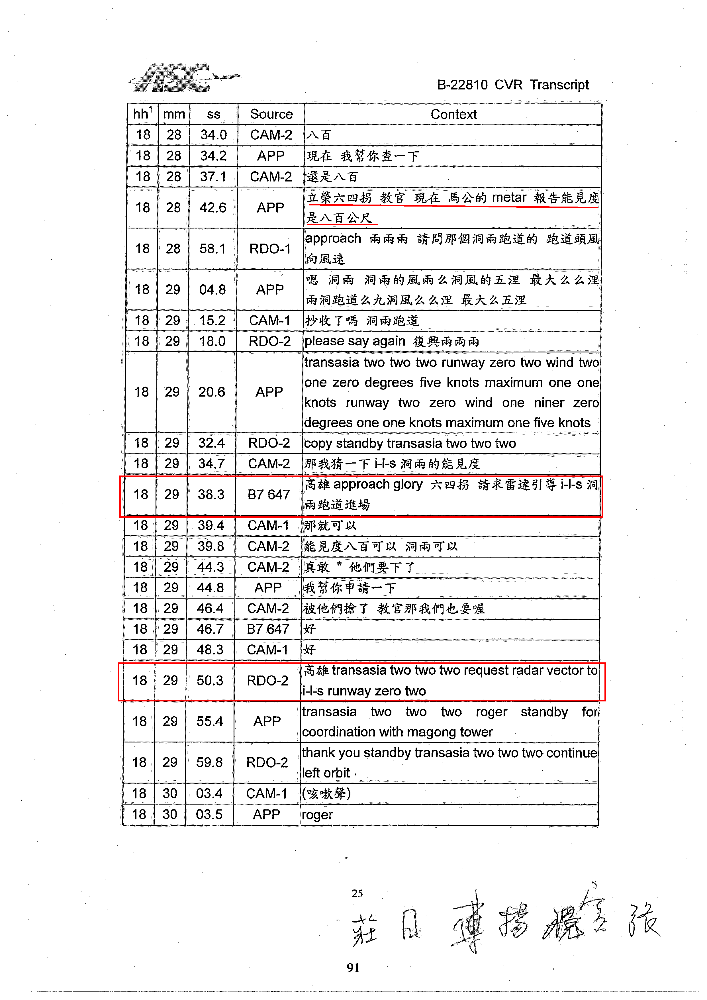 ASC
B-22810 CVR Transcript
hh1 mm ss Source Context
18 28 34.0 CAM-2 八百
18 28 34.2 APP 現在 我幫你查一下
18 28 37.1 CAM-2 還是八百
18 28 42.6 APP 立榮六四拐 教官 現在 馬公的 metar 報告能見度
是八百公尺
18 28 58.1 RDO-1 approach 兩兩兩 請問那個洞兩跑道的 跑道頭風
向風速
18 29 04.8 APP 嗯 洞兩 洞兩的風兩么洞風的五浬 最大么么浬
兩洞跑道么九洞風么么浬 最大么五浬
18 29 15.2 CAM-1 抄收了嗎 洞兩跑道
18 29 18.0 RDO-2 please say again 復興兩兩兩
18 29 20.6 APP transasia two two two runway zero two wind two
one zero degrees five knots maximum one one
knots runway two zero wind one niner zero
degrees one one knots maximum one five knots
18 29 32.4 RDO-2 copy standby transasia two two two
18 29 34.7 CAM-2 那我猜一下 i-l-s 洞兩的能見度
18 29 38.3 B7 647 高雄 approach glory 六四拐 請求雷達引導 i-l-s 洞
兩跑道進場
18 29 39.4 CAM-1 那就可以
18 29 39.8 CAM-2 能見度八百可以 洞兩可以
18 29 44.3 CAM-2 真敢 * 他們要下了
18 29 44.8 APP 我幫你申請一下
18 29 46.4 CAM-2 被他們搶了 教官那我們也要喔
18 29 46.7 B7 647 好
18 29 48.3 CAM-1 好
18 29 50.3 RDO-2 高雄 transasia two two two request radar vector to
i-l-s runway zero two
18 29 55.4 APP transasia two two two roger standby for
coordination with magong tower
18 29 59.8 RDO-2 thank you standby transasia two two two continue
left orbit
18 30 03.4 CAM-1 (咳嗽聲)
18 30 03.5 APP roger
25
莊 日 揚 張
91